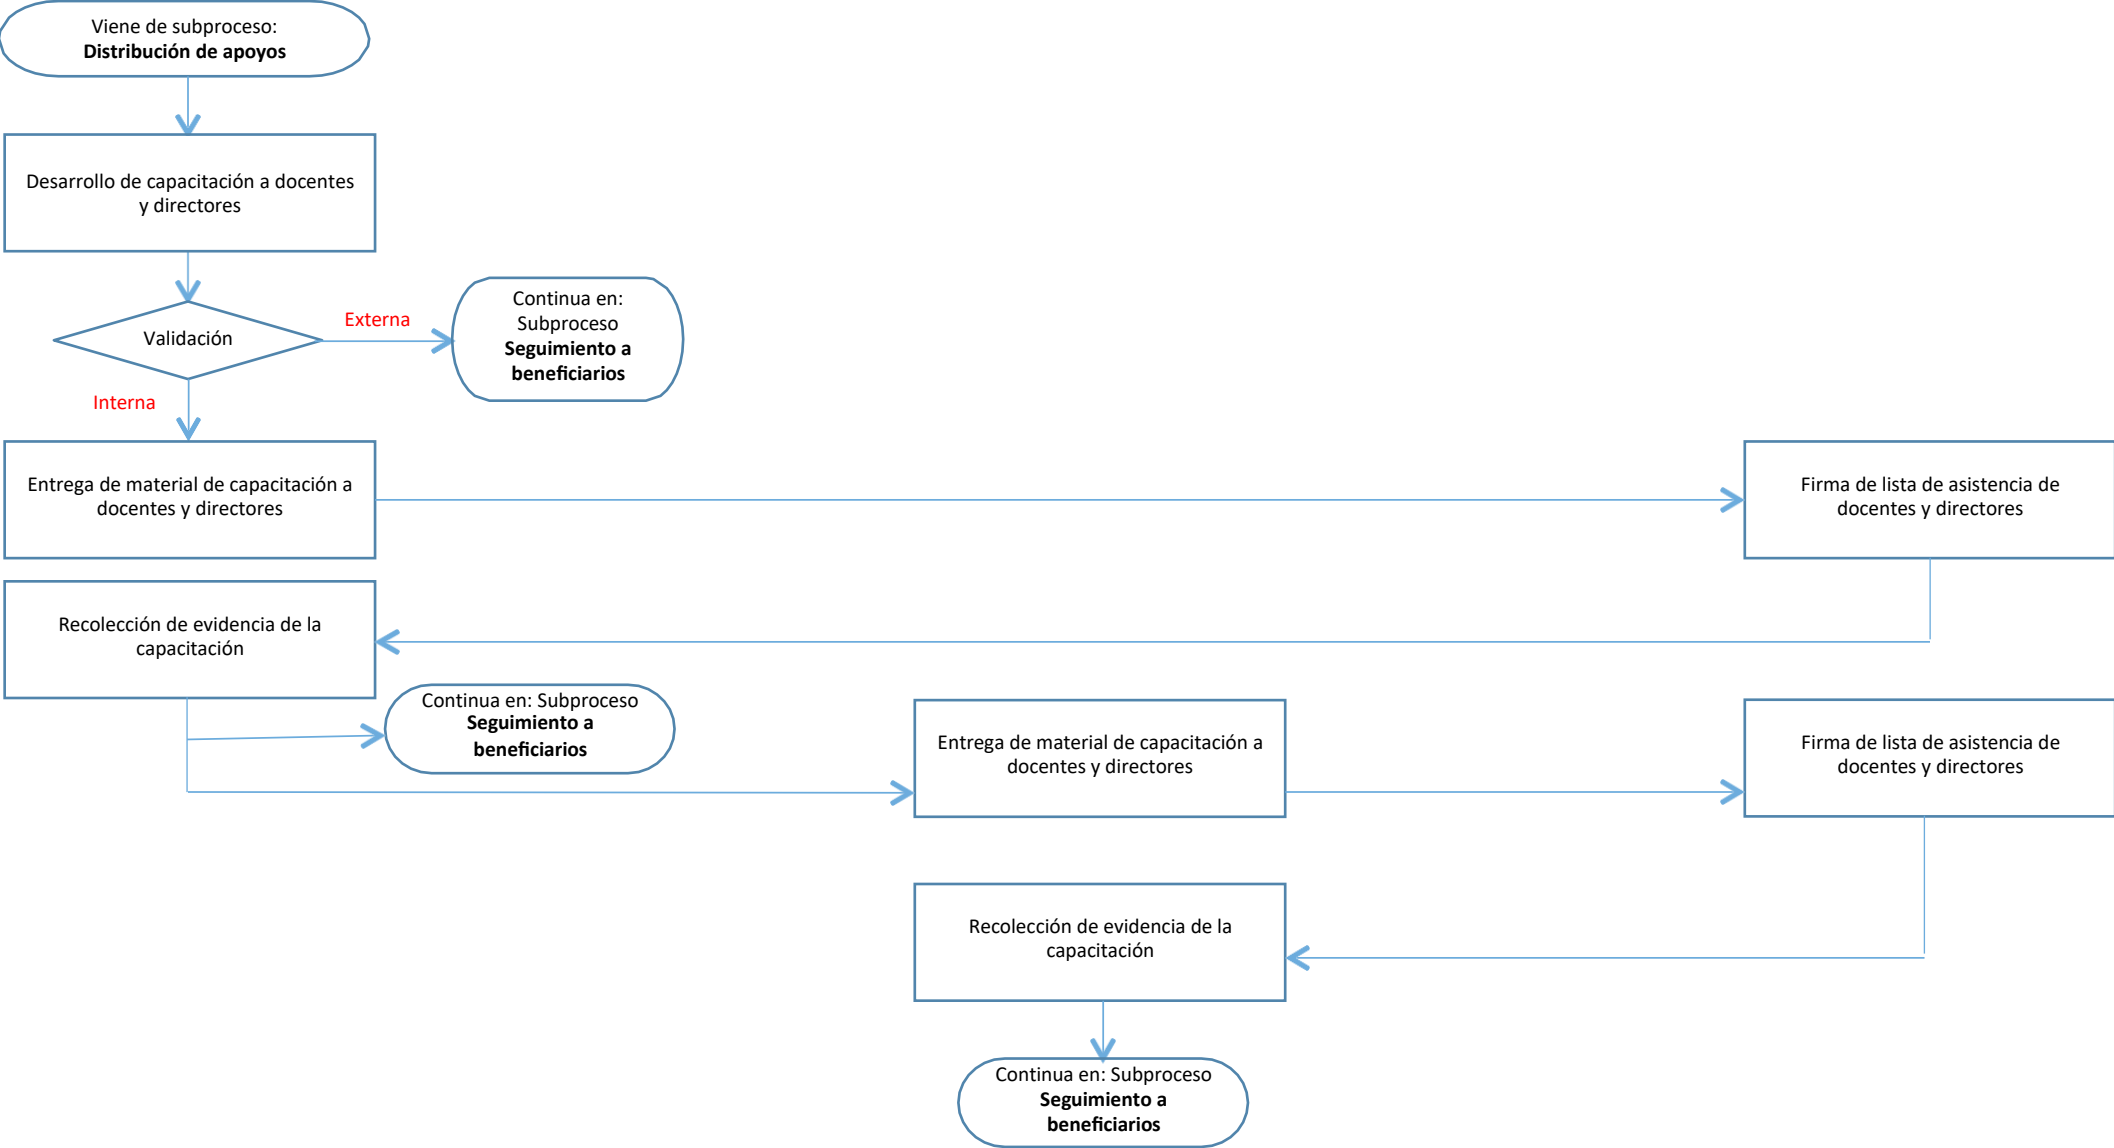 Viene de subproceso:
Distribución de apoyos
Desarrollo de capacitación a docentes
y directores
Validación
Externa
Continua en:
Subproceso
Seguimiento a
beneficiarios
Interna
Entrega de material de capacitación a
docentes y directores
Firma de lista de asistencia de
docentes y directores
Recolección de evidencia de la
capacitación
Continua en: Subproceso
Seguimiento a
beneficiarios
Entrega de material de capacitación a
docentes y directores
Firma de lista de asistencia de
docentes y directores
Recolección de evidencia de la
capacitación
Continua en: Subproceso
Seguimiento a
beneficiarios